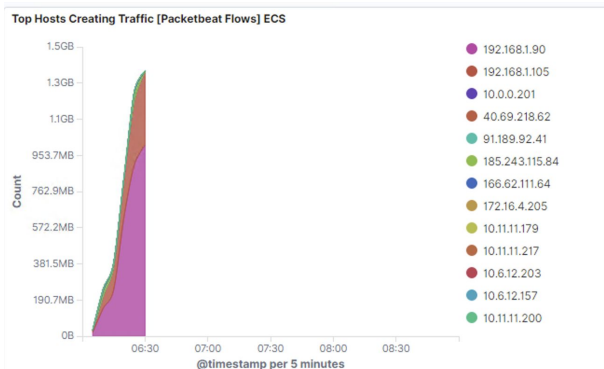 Top Hosts Creating Traffic [Packetbeat Flows] ECS
1.5GB
1.3GB
1.1GB
953.7MB
762.9MB
572.2MB
381.5MB
190.7MB
0B
Count
06:30
07:00
07:30
08:00
08:30
@timestamp per 5 minutes
192.168.1.90
192.168.1.105
10.0.0.201
40.69.218.62
91.189.92.41
185.243.115.84
166.62.111.64
172.16.4.205
10.11.11.179
10.11.11.217
10.6.12.203
10.6.12.157
10.11.11.200